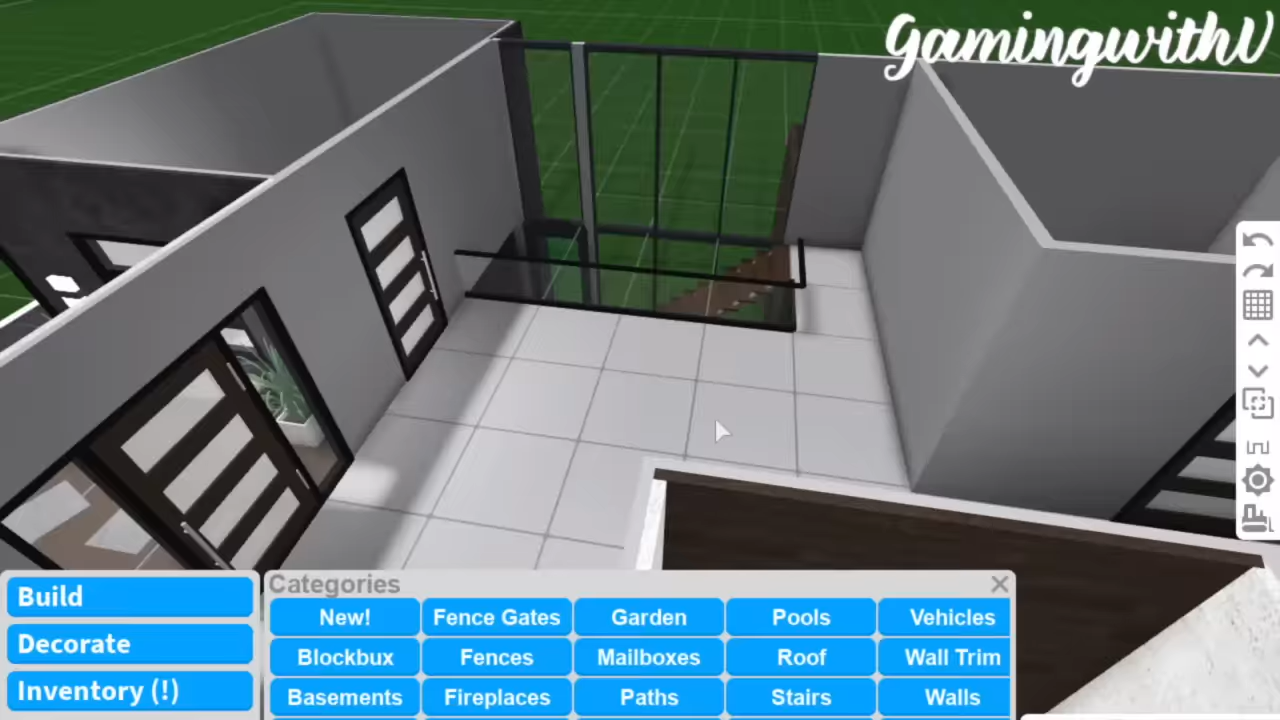 GamingwithV
Build
Decorate
Inventory (!)
Categories
New! Fence Gates Garden Pools Vehicles
Blockbux Fences Mailboxes Roof Wall Trim
Basements Fireplaces Paths Stairs Walls